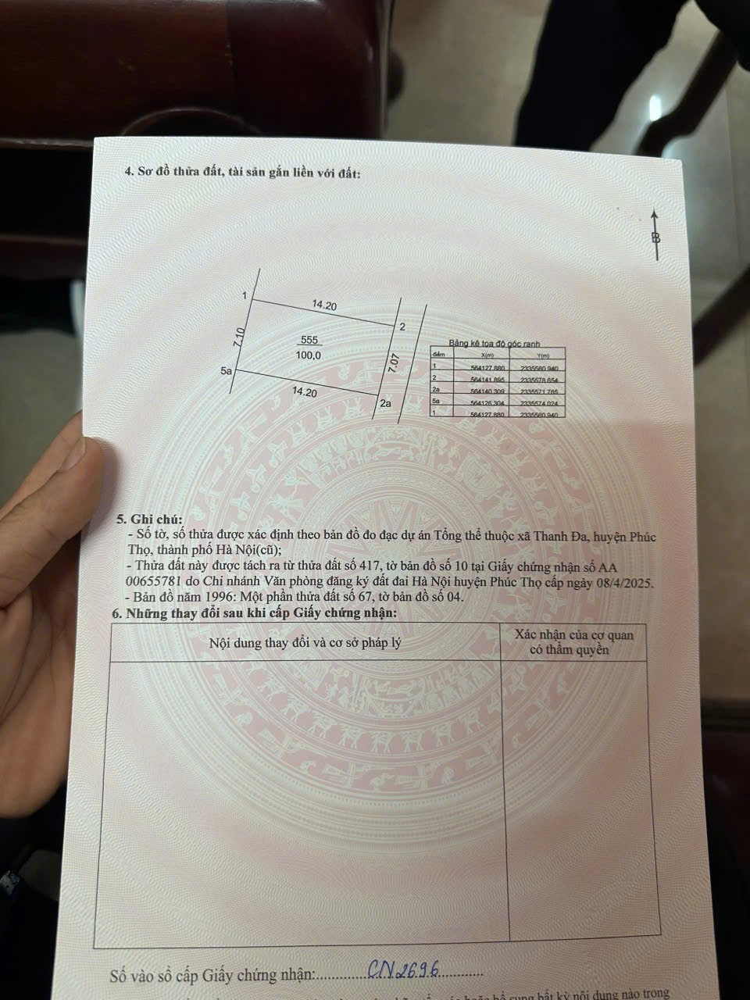 4. Sơ đồ thửa đất, tài sản gắn liền với đất:
B
1
14.20
2
7.10
555
100,0
7.07
5a
14.20
2a
Bảng kê tọa độ góc ranh
điểm X(m) Y(m)
1 564127.880 2335580.940
2 564141.895 2335578.654
2a 564140.309 2335571.765
5a 564126.304 2335574.024
1 564127.880 2335580.940
5. Ghi chú:
- Số tờ, số thửa được xác định theo bản đồ đo đạc dự án Tổng thể thuộc xã Thanh Đa, huyện Phúc
Thọ, thành phố Hà Nội(cũ);
- Thửa đất này được tách ra từ thửa đất số 417, tờ bản đồ số 10 tại Giấy chứng nhận số AA
00655781 do Chi nhánh Văn phòng đăng ký đất đai Hà Nội huyện Phúc Thọ cấp ngày 08/4/2025.
- Bản đồ năm 1996: Một phần thửa đất số 67, tờ bản đồ số 04.
6. Những thay đổi sau khi cấp Giấy chứng nhận:
Nội dung thay đổi và cơ sở pháp lý
Xác nhận của cơ quan
có thẩm quyền
Số vào sổ cấp Giấy chứng nhận:............CN.2696.............
hoặc bổ sung bất kỳ nội dung nào trong